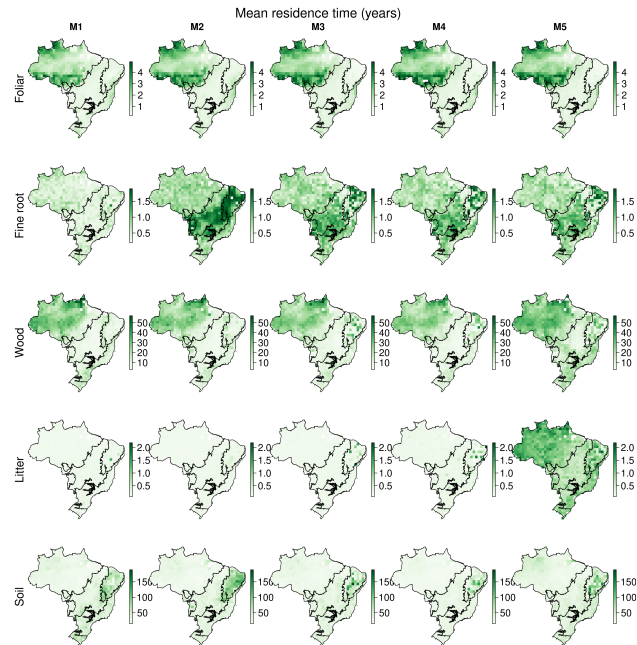 Mean residence time (years)
M1 M2 M3 M4 M5
Foliar
4 4 4 4 4
3 3 3 3 3
2 2 2 2 2
1 1 1 1 1
Fine root
1.5 1.5 1.5 1.5 1.5
1.0 1.0 1.0 1.0 1.0
0.5 0.5 0.5 0.5 0.5
Wood
50 50 50 50 50
40 40 40 40 40
30 30 30 30 30
20 20 20 20 20
10 10 10 10 10
Litter
2.0 2.0 2.0 2.0 2.0
1.5 1.5 1.5 1.5 1.5
1.0 1.0 1.0 1.0 1.0
0.5 0.5 0.5 0.5 0.5
Soil
150 150 150 150 150
100 100 100 100 100
50 50 50 50 50